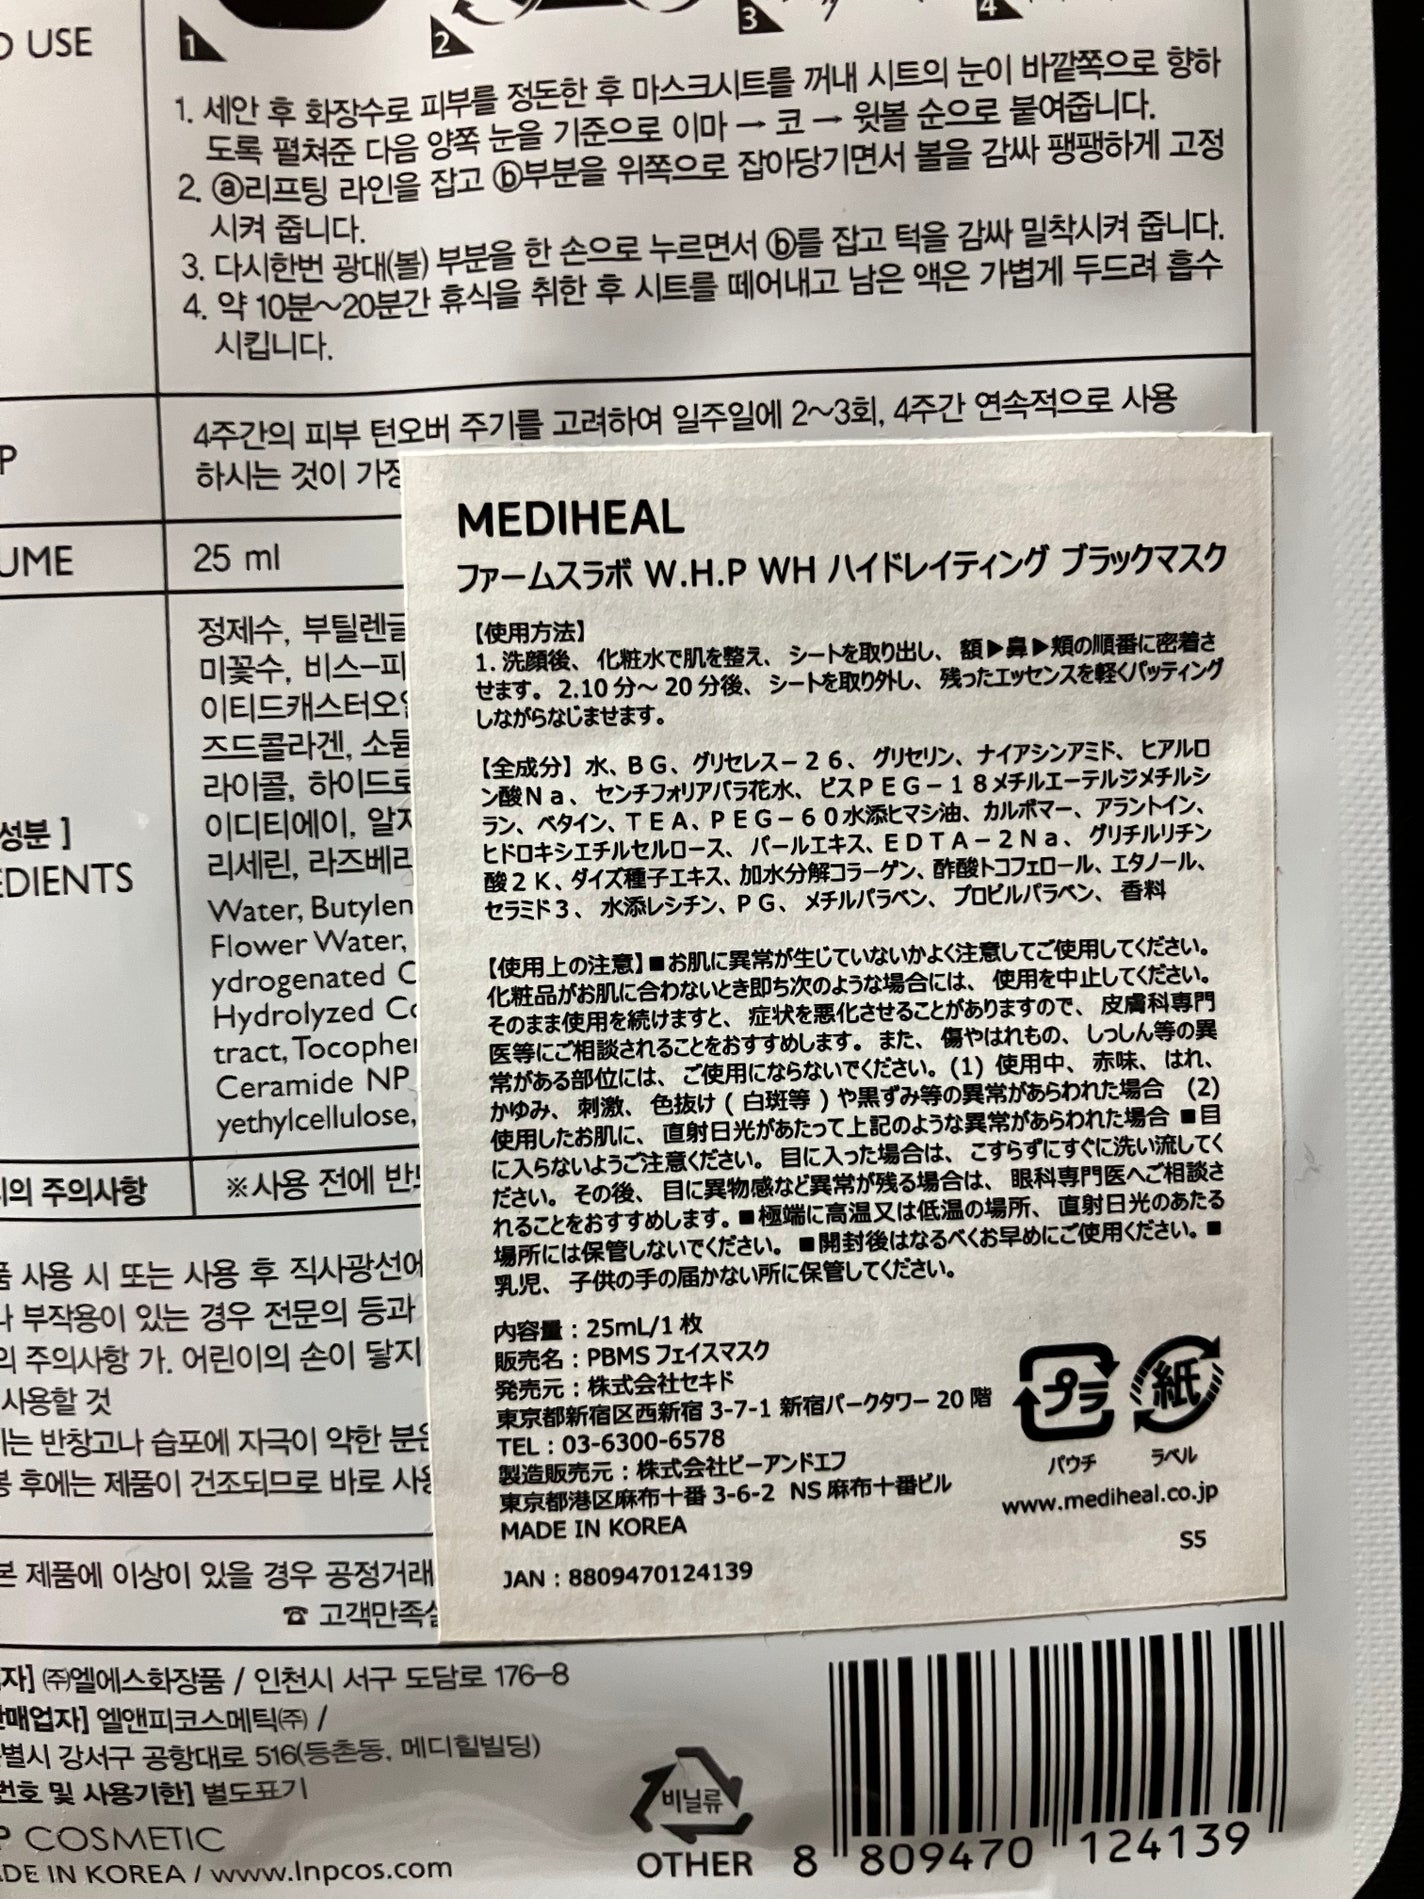 O USE
1
2
3
4
1. 세안 후 화장수로 피부를 정돈한 후 마스크시트를 꺼내 시트의 눈이 바깥쪽으로 향하
도록 펼쳐준 다음 양쪽 눈을 기준으로 이마 → 코 → 윗볼 순으로 붙여줍니다.
2. ⓐ리프팅 라인을 잡고 ⓑ부분을 위쪽으로 잡아당기면서 볼을 감싸 팽팽하게 고정
시켜 줍니다.
3. 다시한번 광대(볼) 부분을 한 손으로 누르면서 ⓑ를 잡고 턱을 감싸 밀착시켜 줍니다.
4. 약 10분~20분간 휴식을 취한 후 시트를 떼어내고 남은 액은 가볍게 두드려 흡수
시킵니다.
P
4주간의 피부 턴오버 주기를 고려하여 일주일에 2~3회, 4주간 연속적으로 사용
하시는 것이
UME
25 ml
성분 ]
EDIENTS
정제수, 부틸렌글
미꽃수, 비스-피
이티드캐스터오일
즈드콜라겐, 소듐
라이콜, 하이드로
이디티에이, 알지
리세린, 라즈베리
Water, Butylen
Flower Water,
ydrogenated C
Hydrolyzed Co
tract, Tocopher
Ceramide NP
yethylcellulose,
의 주의사항
※사용 전에 반드
품 사용 시 또는 사용 후 직사광선에
나 부작용이 있는 경우 전문의 등과
의 주의사항 가. 어린이의 손이 닿지
사용할 것
는 반창고나 습포에 자극이 약한 분은
봉 후에는 제품이 건조되므로 바로 사용
본 제품에 이상이 있을 경우 공정거래
☎ 고객만족실
자] ㈜엘에스화장품 / 인천시 서구 도담로 176-8
판매업자] 엘앤피코스메틱㈜ /
별시 강서구 공항대로 516(등촌동, 메디힐빌딩)
번호 및 사용기한] 별도표기
P COSMETIC
DE IN KOREA / www.lnpcos.com
MEDIHEAL
ファームスラボ W.H.P WH ハイドレイティング ブラックマスク
【使用方法】
1. 洗顔後、 化粧水で肌を整え、 シートを取り出し、 額▶鼻▶頬の順番に密着さ
せます。 2.10 分～ 20 分後、 シートを取り外し、 残ったエッセンスを軽くパッティング
しながらなじませます。
【全成分】 水、ＢＧ、グリセレス－２６、 グリセリン、ナイアシンアミド、 ヒアルロ
ン酸Ｎａ、 センチフォリアバラ花水、 ビスＰＥＧ－１８メチルエーテルジメチルシ
ラン、ベタイン、ＴＥＡ、ＰＥＧ－６０水添ヒマシ油、カルボマー、アラントイン、
ヒドロキシエチルセルロース、 パールエキス、ＥＤＴＡ－２Ｎａ、 グリチルリチン
酸２Ｋ、ダイズ種子エキス、加水分解コラーゲン、酢酸トコフェロール、エタノール、
セラミド３、 水添レシチン、ＰＧ、 メチルパラベン、 プロピルパラベン、 香料
【使用上の注意】■お肌に異常が生じていないかよく注意してご使用してください。
化粧品がお肌に合わないとき即ち次のような場合には、 使用を中止してください。
そのまま使用を続けますと、 症状を悪化させることがありますので、 皮膚科専門
医等にご相談されることをおすすめします。 また、 傷やはれもの、 しっしん等の異
常がある部位には、 ご使用にならないでください。(1) 使用中、 赤味、 はれ、
かゆみ、 刺激、 色抜け ( 白斑等 ) や黒ずみ等の異常があらわれた場合 (2)
使用したお肌に、 直射日光があたって上記のような異常があらわれた場合 ■目
に入らないようご注意ください。 目に入った場合は、 こすらずにすぐに洗い流してく
ださい。 その後、 目に異物感など異常が残る場合は、 眼科専門医へご相談さ
れることをおすすめします。■極端に高温又は低温の場所、 直射日光のあたる
場所には保管しないでください。 ■開封後はなるべくお早めにご使用ください。■
乳児、 子供の手の届かない所に保管してください。
内容量：25mL/1 枚
販売名：PBMS フェイスマスク
発売元：株式会社セキド
東京都新宿区西新宿 3-7-1 新宿パークタワー 20 階
TEL：03-6300-6578
製造販売元：株式会社ビーアンドエフ
東京都港区麻布十番 3-6-2 NS 麻布十番ビル
MADE IN KOREA
プラ
パウチ
紙
ラベル
www.mediheal.co.jp
S5
JAN：8809470124139
비닐류
OTHER
8 809470 124139